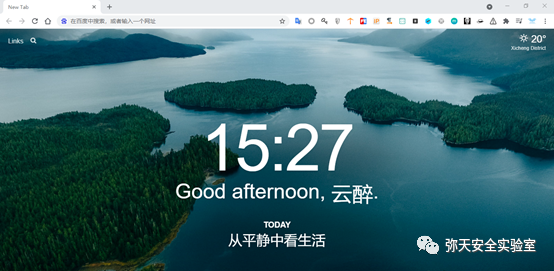 New Tab
在百度中搜索，或者输入一个网址
Links
20°
Xicheng District
15:27
Good afternoon, 云醉.
TODAY
从平静中看生活
弥天安全实验室